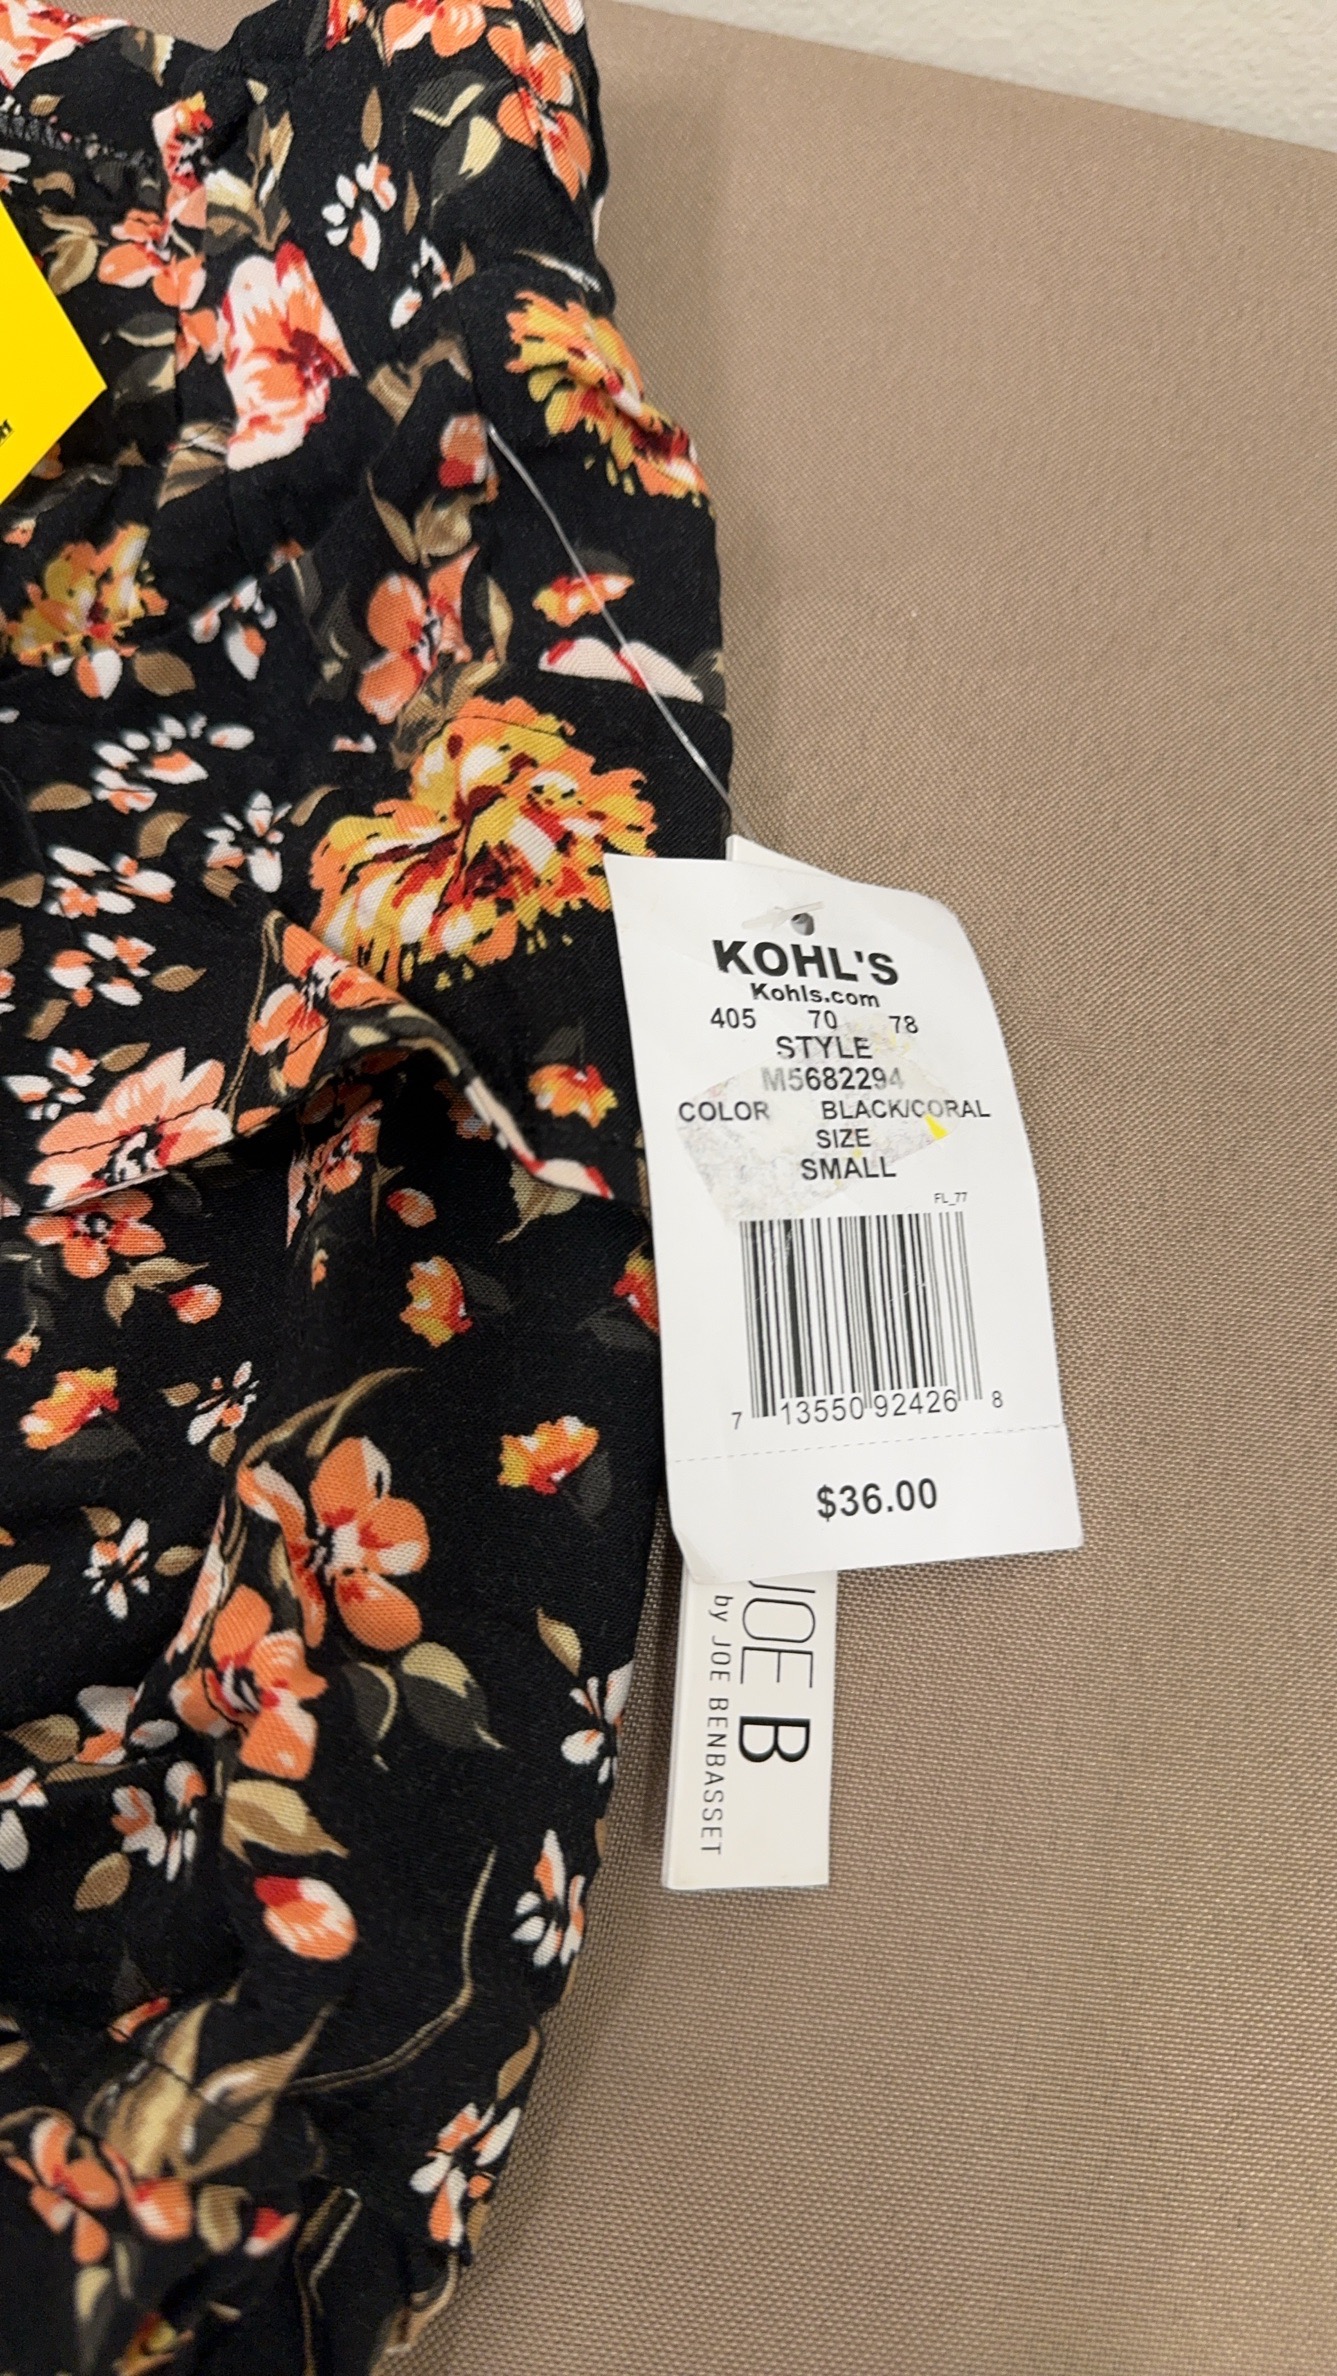 KOHL'S
Kohls.com
405 70 78
STYLE
M5682294
COLOR BLACK/CORAL
SIZE
SMALL
FL_77
7 13550 92426 8
$36.00
JOE B
by JOE BENBASSET